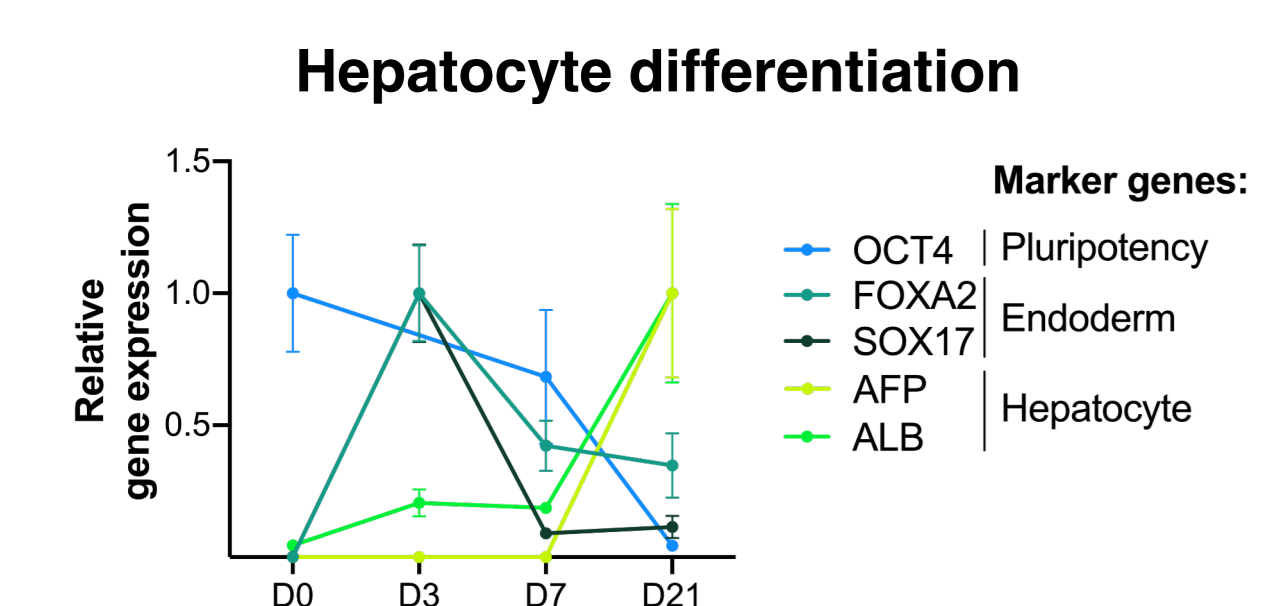 Hepatocyte differentiation
Relative
gene expression
1.5
1.0
0.5
D0 D3 D7 D21
Marker genes:
OCT4 Pluripotency
FOXA2
SOX17
Endoderm
AFP
ALB
Hepatocyte